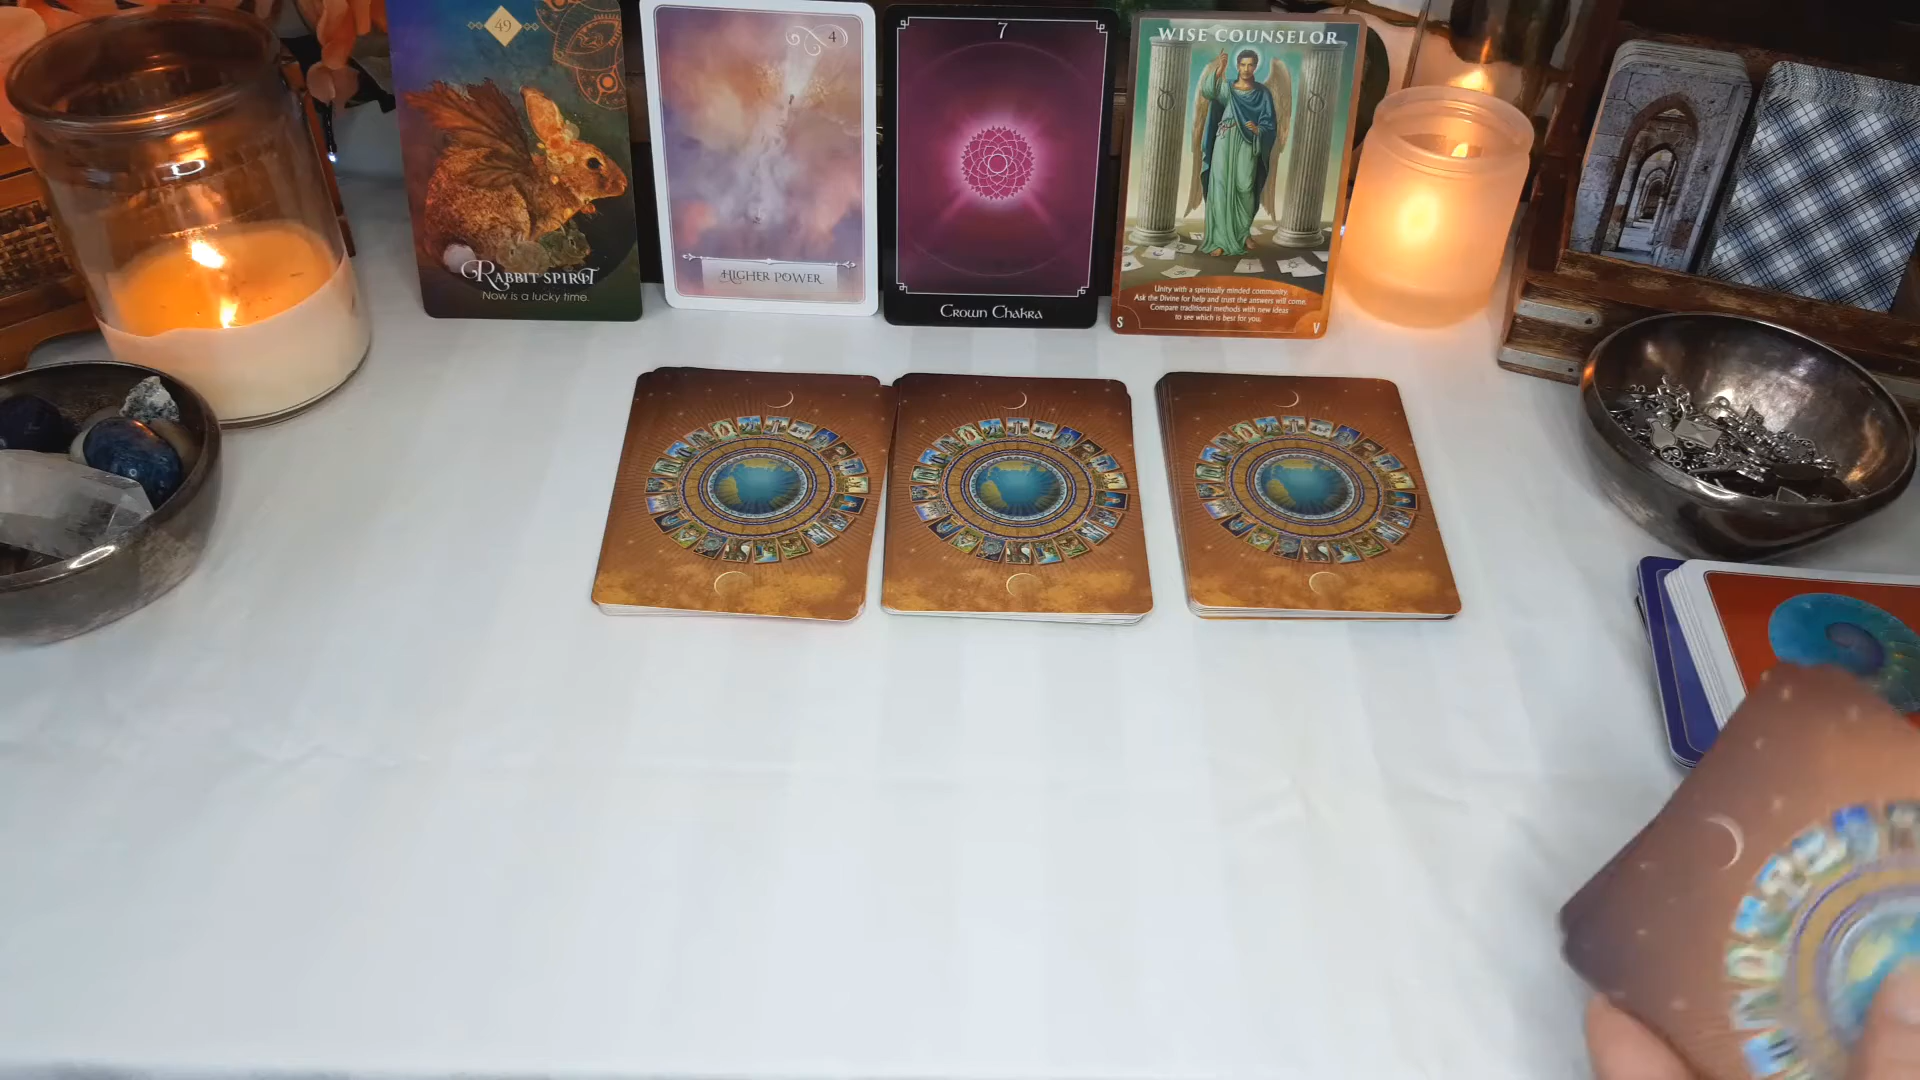 49
RABBIT SPIRIT
Now is a lucky time.
4
HIGHER POWER
7
CROWN CHAKRA
WISE COUNSELOR
Unity with a spiritually minded community.
Ask the Divine for help and trust the answers will come.
Compare traditional methods with new ideas
to see which is best for you.
S
V